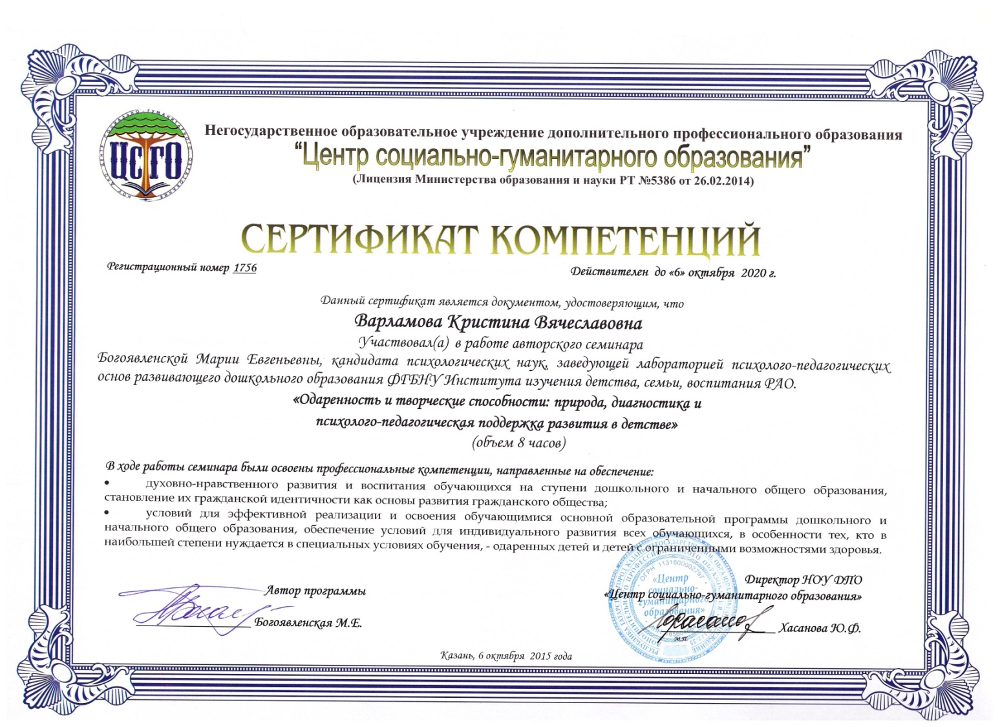 Негосударственное образовательное учреждение дополнительного профессионального образования
“Центр социально-гуманитарного образования”
(Лицензия Министерства образования и науки РТ №5386 от 26.02.2014)
ЦСГО
СЕРТИФИКАТ КОМПЕТЕНЦИЙ
Регистрационный номер 1756
Действителен до «6» октября 2020 г.
Данный сертификат является документом, удостоверяющим, что
Варламова Кристина Вячеславовна
Участвовал(а) в работе авторского семинара
Богоявленской Марии Евгеньевны, кандидата психологических наук, заведующей лабораторией психолого-педагогических
основ развивающего дошкольного образования ФГБНУ Института изучения детства, семьи, воспитания РАО.
«Одаренность и творческие способности: природа, диагностика и
психолого-педагогическая поддержка развития в детстве»
(объем 8 часов)
В ходе работы семинара были освоены профессиональные компетенции, направленные на обеспечение:
• духовно-нравственного развития и воспитания обучающихся на ступени дошкольного и начального общего образования,
становление их гражданской идентичности как основы развития гражданского общества;
• условий для эффективной реализации и освоения обучающимися основной образовательной программы дошкольного и
начального общего образования, обеспечение условий для индивидуального развития всех обучающихся, в особенности тех, кто в
наибольшей степени нуждается в специальных условиях обучения, - одаренных детей и детей с ограниченными возможностями здоровья.
Автор программы
Богоявленская М.Е.
Директор НОУ ДПО
«Центр социально-гуманитарного образования»
Хасанова Ю.Ф.
м.п.
ОГРН 1131600002797
«Центр
социально-
гуманитарного
образования»
Казань, 6 октября 2015 года